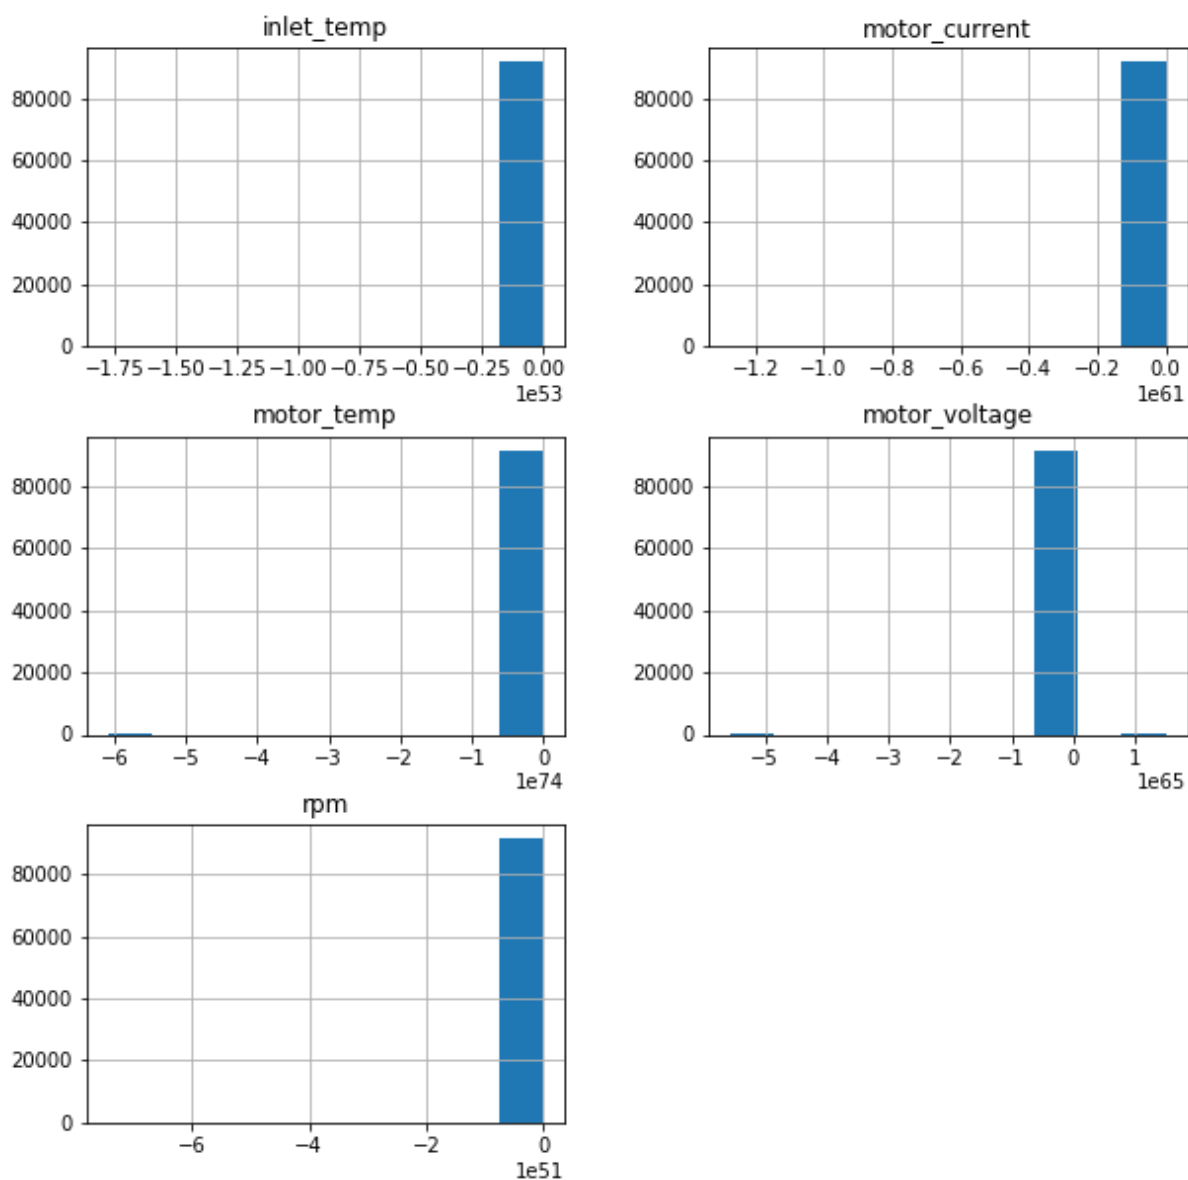 inlet_temp
80000
60000
40000
20000
0
−1.75 −1.50 −1.25 −1.00 −0.75 −0.50 −0.25 0.00
1e53
motor_current
80000
60000
40000
20000
0
−1.2 −1.0 −0.8 −0.6 −0.4 −0.2 0.0
1e61
motor_temp
80000
60000
40000
20000
0
−6 −5 −4 −3 −2 −1 0
1e74
motor_voltage
80000
60000
40000
20000
0
−5 −4 −3 −2 −1 0 1
1e65
rpm
80000
60000
40000
20000
0
−6 −4 −2 0
1e51